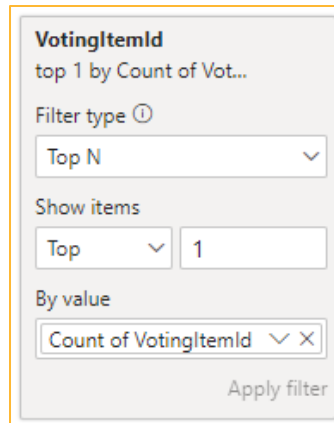 VotingItemId
top 1 by Count of Vot...
Filter type ⓘ
Top N
Show items
Top 1
By value
Count of VotingItemId
Apply filter